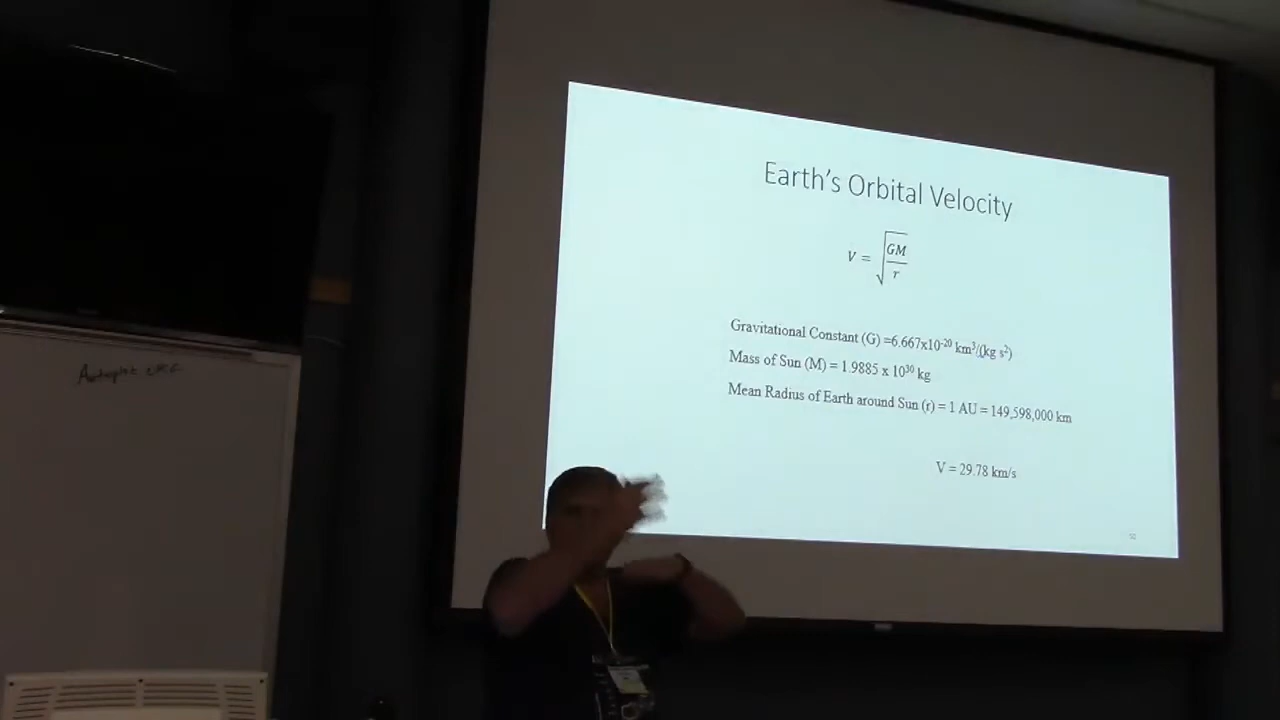 Earth's Orbital Velocity
V = √GM/r
Gravitational Constant (G) =6.667x10⁻²⁰ km³/(kg s²)
Mass of Sun (M) = 1.9885 x 10³⁰ kg
Mean Radius of Earth around Sun (r) = 1 AU = 149,598,000 km
V = 29.78 km/s